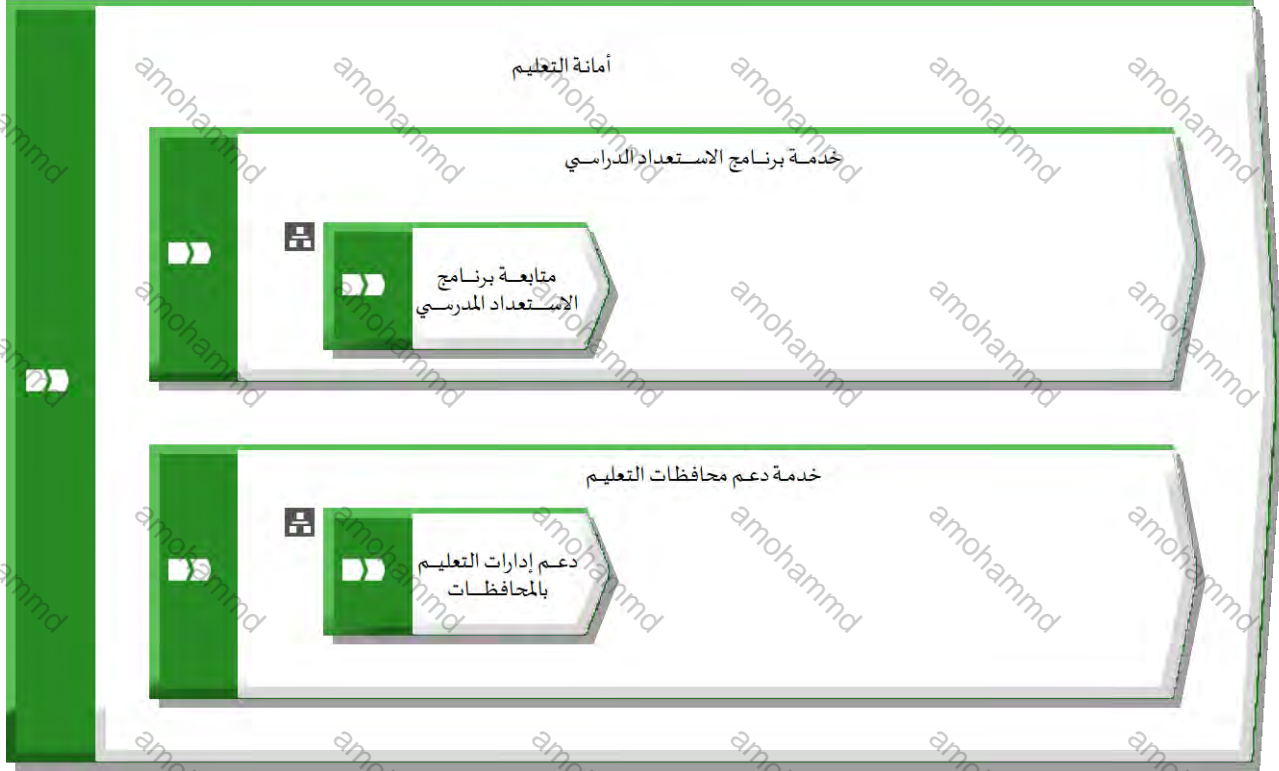 أمانة التعليم
خدمة برنامج الاستعداد الدراسي
متابعة برنامج
الاستعداد المدرسي
خدمة دعم محافظات التعليم
دعم إدارات التعليم
بالمحافظات
amohammd